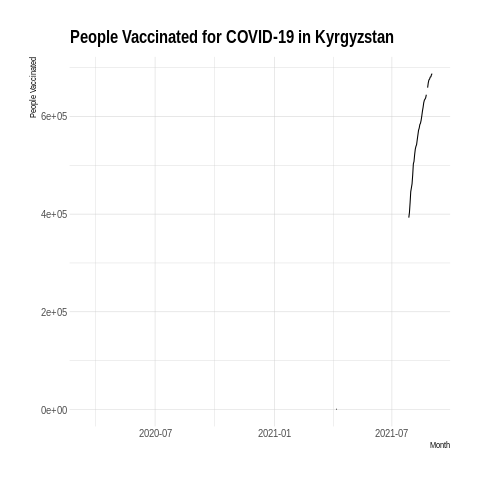 People Vaccinated for COVID-19 in Kyrgyzstan
People Vaccinated
6e+05
4e+05
2e+05
0e+00
2020-07 2021-01 2021-07
Month